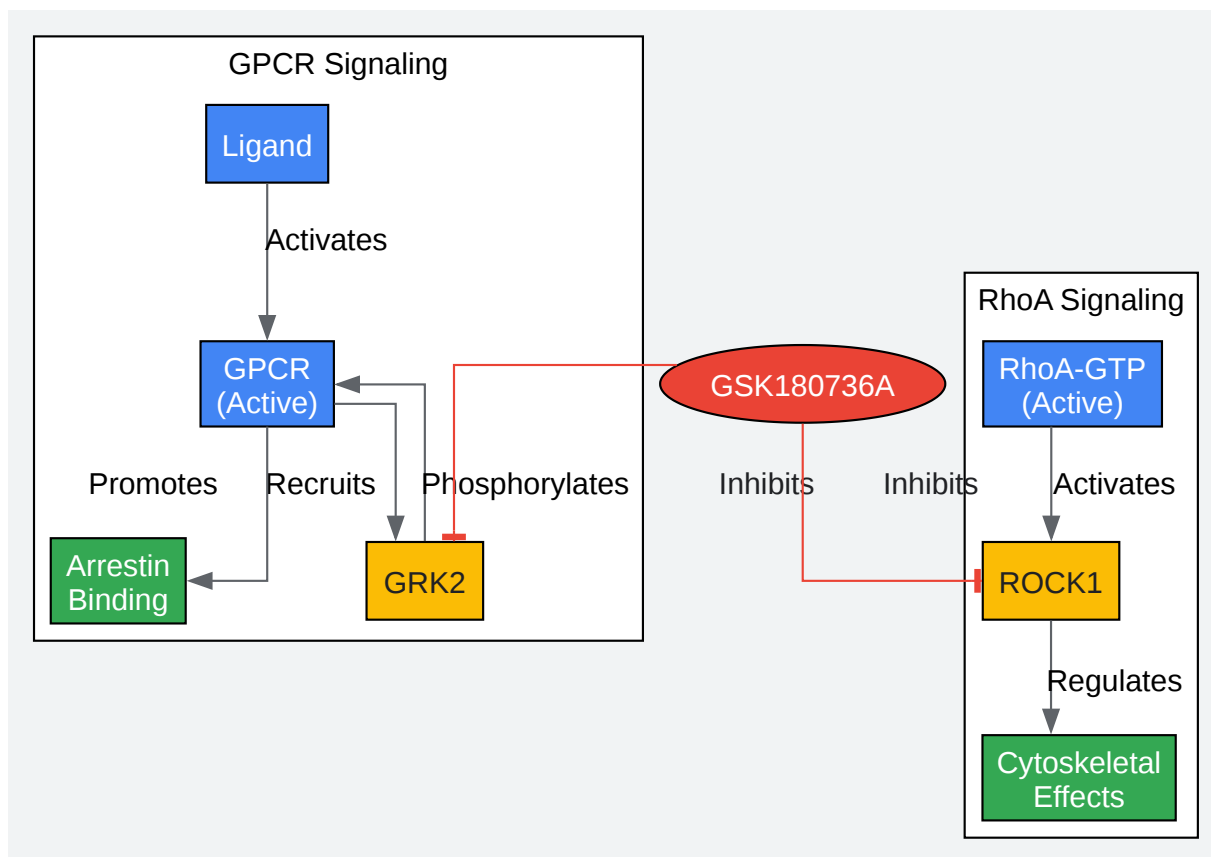 GPCR Signaling
Ligand
Activates
GPCR
(Active)
Promotes
Recruits
Phosphorylates
Arrestin
Binding
GRK2
GSK180736A
Inhibits
Inhibits
RhoA Signaling
RhoA-GTP
(Active)
Activates
ROCK1
Regulates
Cytoskeletal
Effects